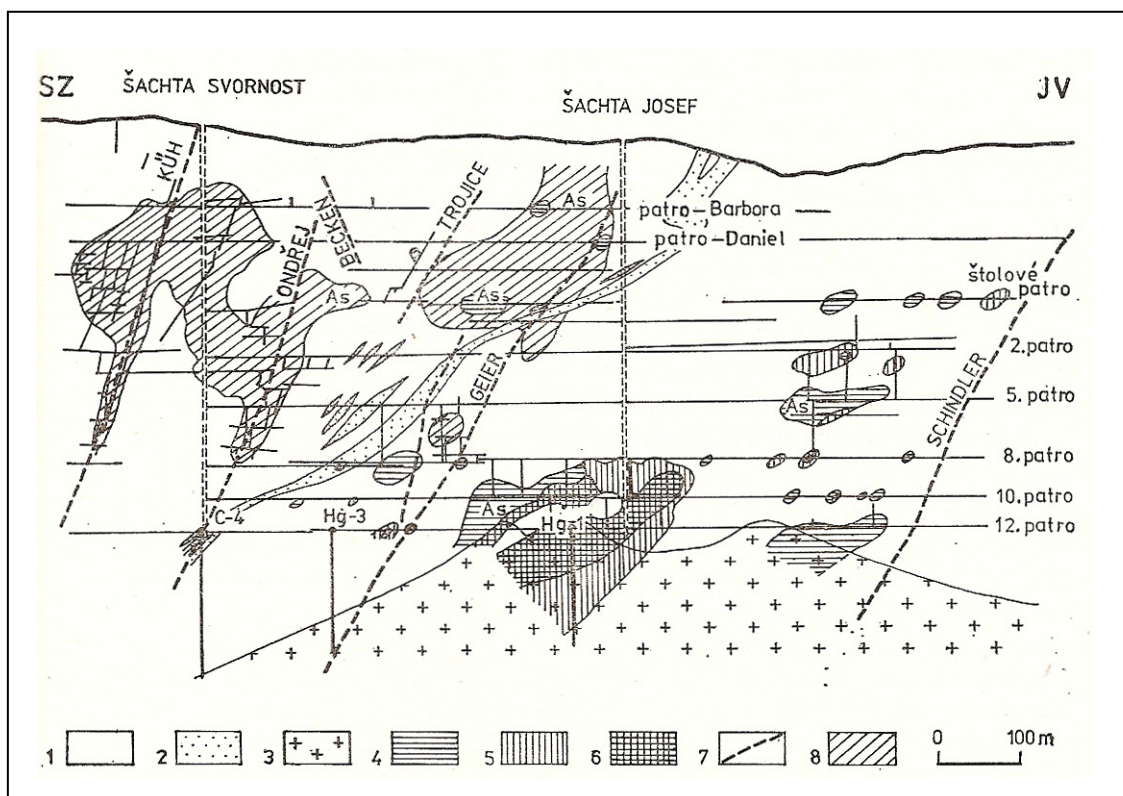 SZ ŠACHTA SVORNOST ŠACHTA JOSEF JV
KÜH
ONDŘEJ
BECKEN
TROJICE
GEIER
SCHINDLER
As
patro-Barbora
patro-Daniel
As
As
štolové
patro
2. patro
As
5. patro
8. patro
As
10. patro
C-4
Hg-3
Hg-1
12. patro
1 2 3 4 5 6 7 8
0 100 m